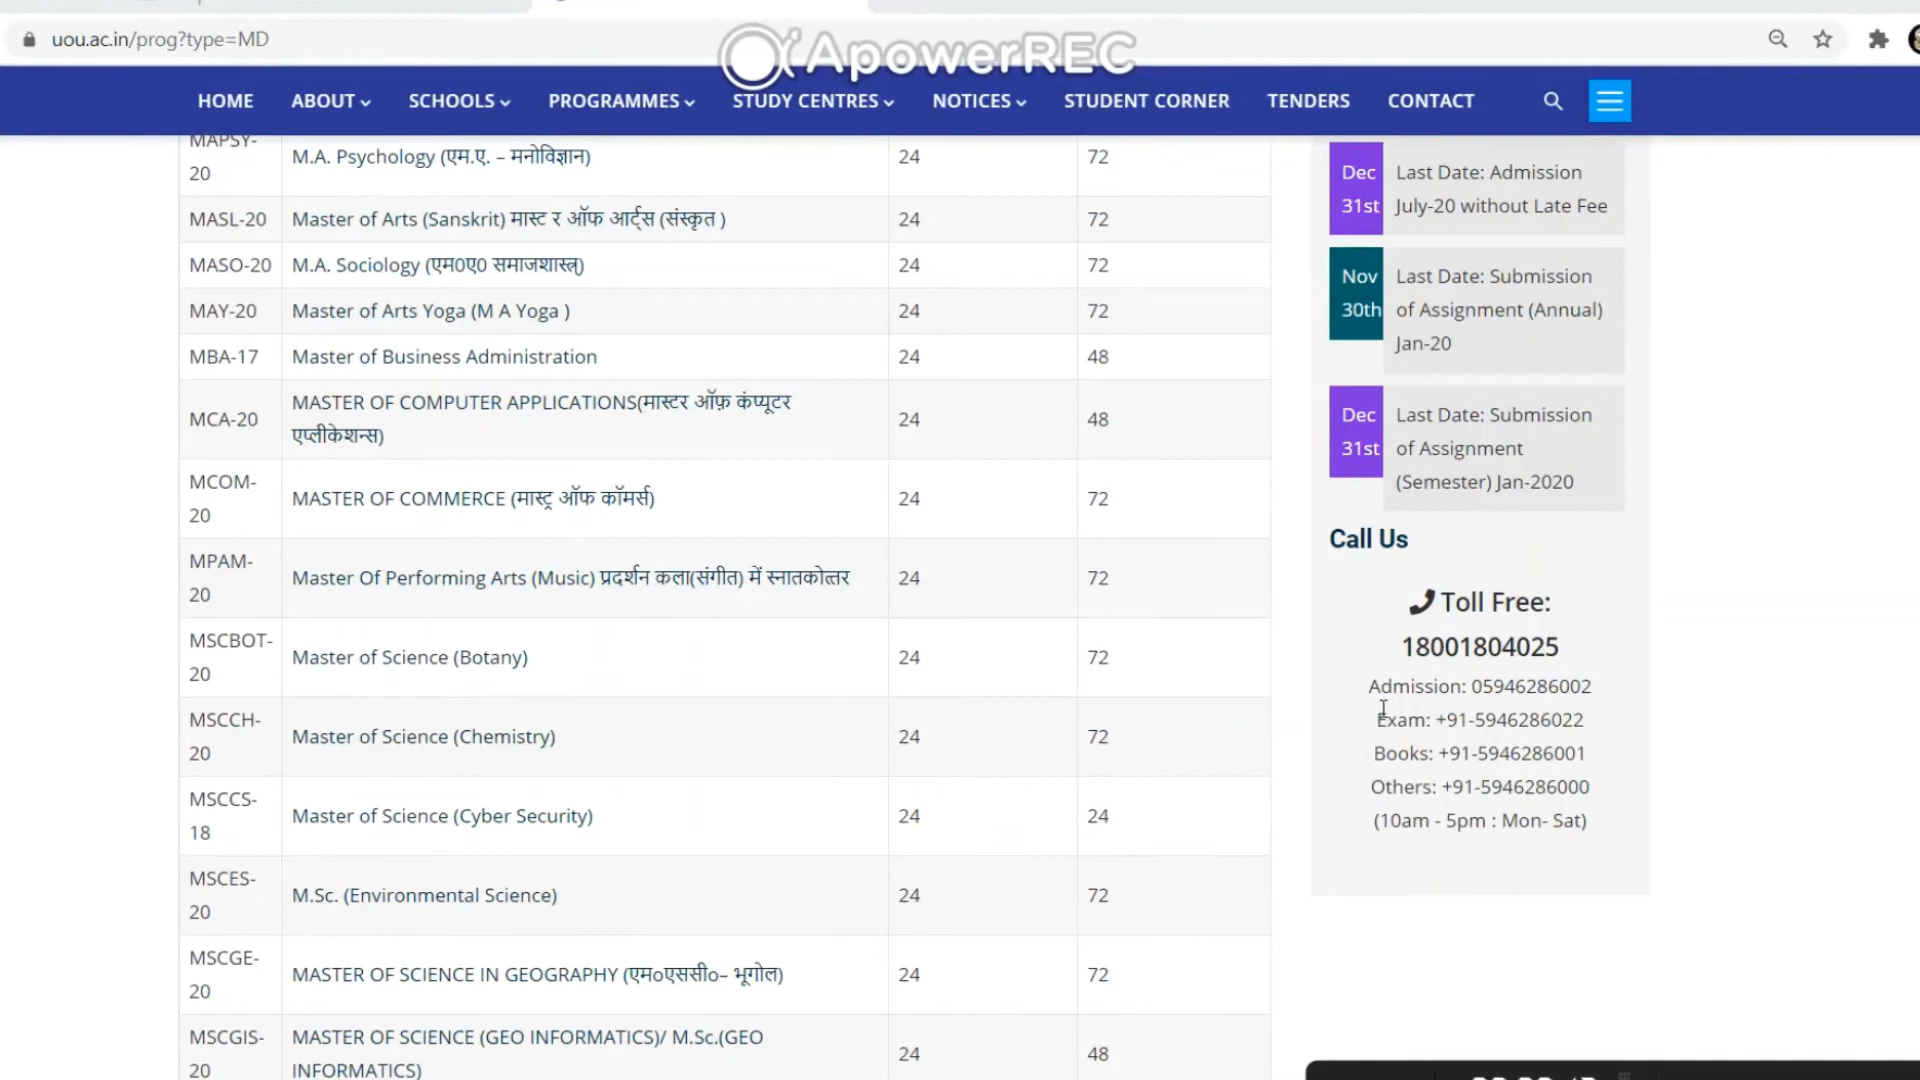 uou.ac.in/prog?type=MD
ApowerREC
HOME ABOUT SCHOOLS PROGRAMMES STUDY CENTRES NOTICES STUDENT CORNER TENDERS CONTACT
MAPSY-
20
M.A. Psychology (एम.ए. – मनोविज्ञान)
24
72
MASL-20
Master of Arts (Sanskrit) मास्ट र ऑफ आर्ट्स (संस्कृत )
24
72
MASO-20
M.A. Sociology (एम0ए0 समाजशास्त्र)
24
72
MAY-20
Master of Arts Yoga (M A Yoga )
24
72
MBA-17
Master of Business Administration
24
48
MCA-20
MASTER OF COMPUTER APPLICATIONS(मास्टर ऑफ़ कंप्यूटर
एप्लीकेशन्स)
24
48
MCOM-
20
MASTER OF COMMERCE (मास्ट्र ऑफ कॉमर्स)
24
72
MPAM-
20
Master Of Performing Arts (Music) प्रदर्शन कला(संगीत) में स्नातकोत्तर
24
72
MSCBOT-
20
Master of Science (Botany)
24
72
MSCCH-
20
Master of Science (Chemistry)
24
72
MSCCS-
18
Master of Science (Cyber Security)
24
24
MSCES-
20
M.Sc. (Environmental Science)
24
72
MSCGE-
20
MASTER OF SCIENCE IN GEOGRAPHY (एम०एससी०– भूगोल)
24
72
MSCGIS-
20
MASTER OF SCIENCE (GEO INFORMATICS)/ M.Sc.(GEO
INFORMATICS)
24
48
Dec
31st
Last Date: Admission
July-20 without Late Fee
Nov
30th
Last Date: Submission
of Assignment (Annual)
Jan-20
Dec
31st
Last Date: Submission
of Assignment
(Semester) Jan-2020
Call Us
Toll Free:
18001804025
Admission: 05946286002
Exam: +91-5946286022
Books: +91-5946286001
Others: +91-5946286000
(10am - 5pm : Mon- Sat)